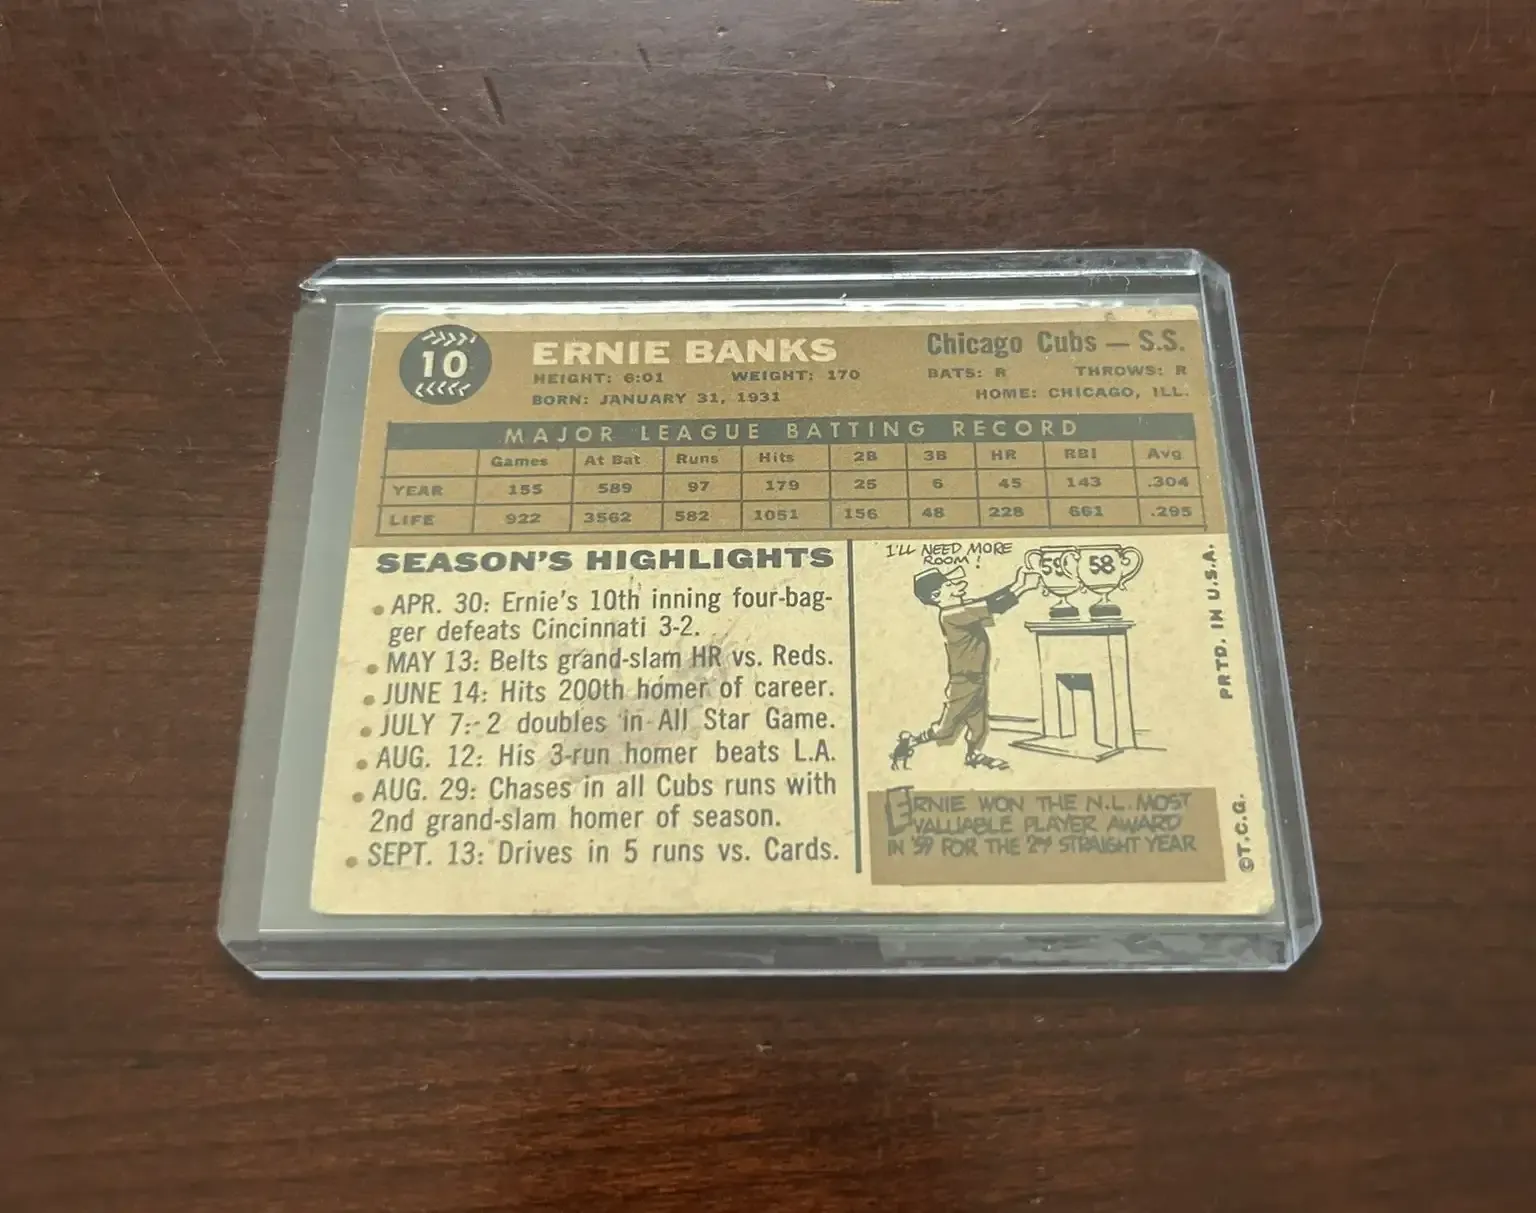 10
ERNIE BANKS
Chicago Cubs — S.S.
HEIGHT: 6:01 WEIGHT: 170
BATS: R THROWS: R
BORN: JANUARY 31, 1931
HOME: CHICAGO, ILL.
MAJOR LEAGUE BATTING RECORD
Games At Bat Runs Hits 2B 3B HR RBI Avg
YEAR 155 589 97 179 25 6 45 143 .304
LIFE 922 3562 582 1051 156 48 228 661 .295
SEASON'S HIGHLIGHTS
• APR. 30: Ernie's 10th inning four-bag-
ger defeats Cincinnati 3-2.
• MAY 13: Belts grand-slam HR vs. Reds.
• JUNE 14: Hits 200th homer of career.
• JULY 7:-2 doubles in All Star Game.
• AUG. 12: His 3-run homer beats L.A.
• AUG. 29: Chases in all Cubs runs with
2nd grand-slam homer of season.
• SEPT. 13: Drives in 5 runs vs. Cards.
I'LL NEED MORE
ROOM!
59
58
ERNIE WON THE N.L. MOST
VALUABLE PLAYER AWARD
IN '59 FOR THE 2ND STRAIGHT YEAR
PRTD. IN U.S.A.
©T.C.G.